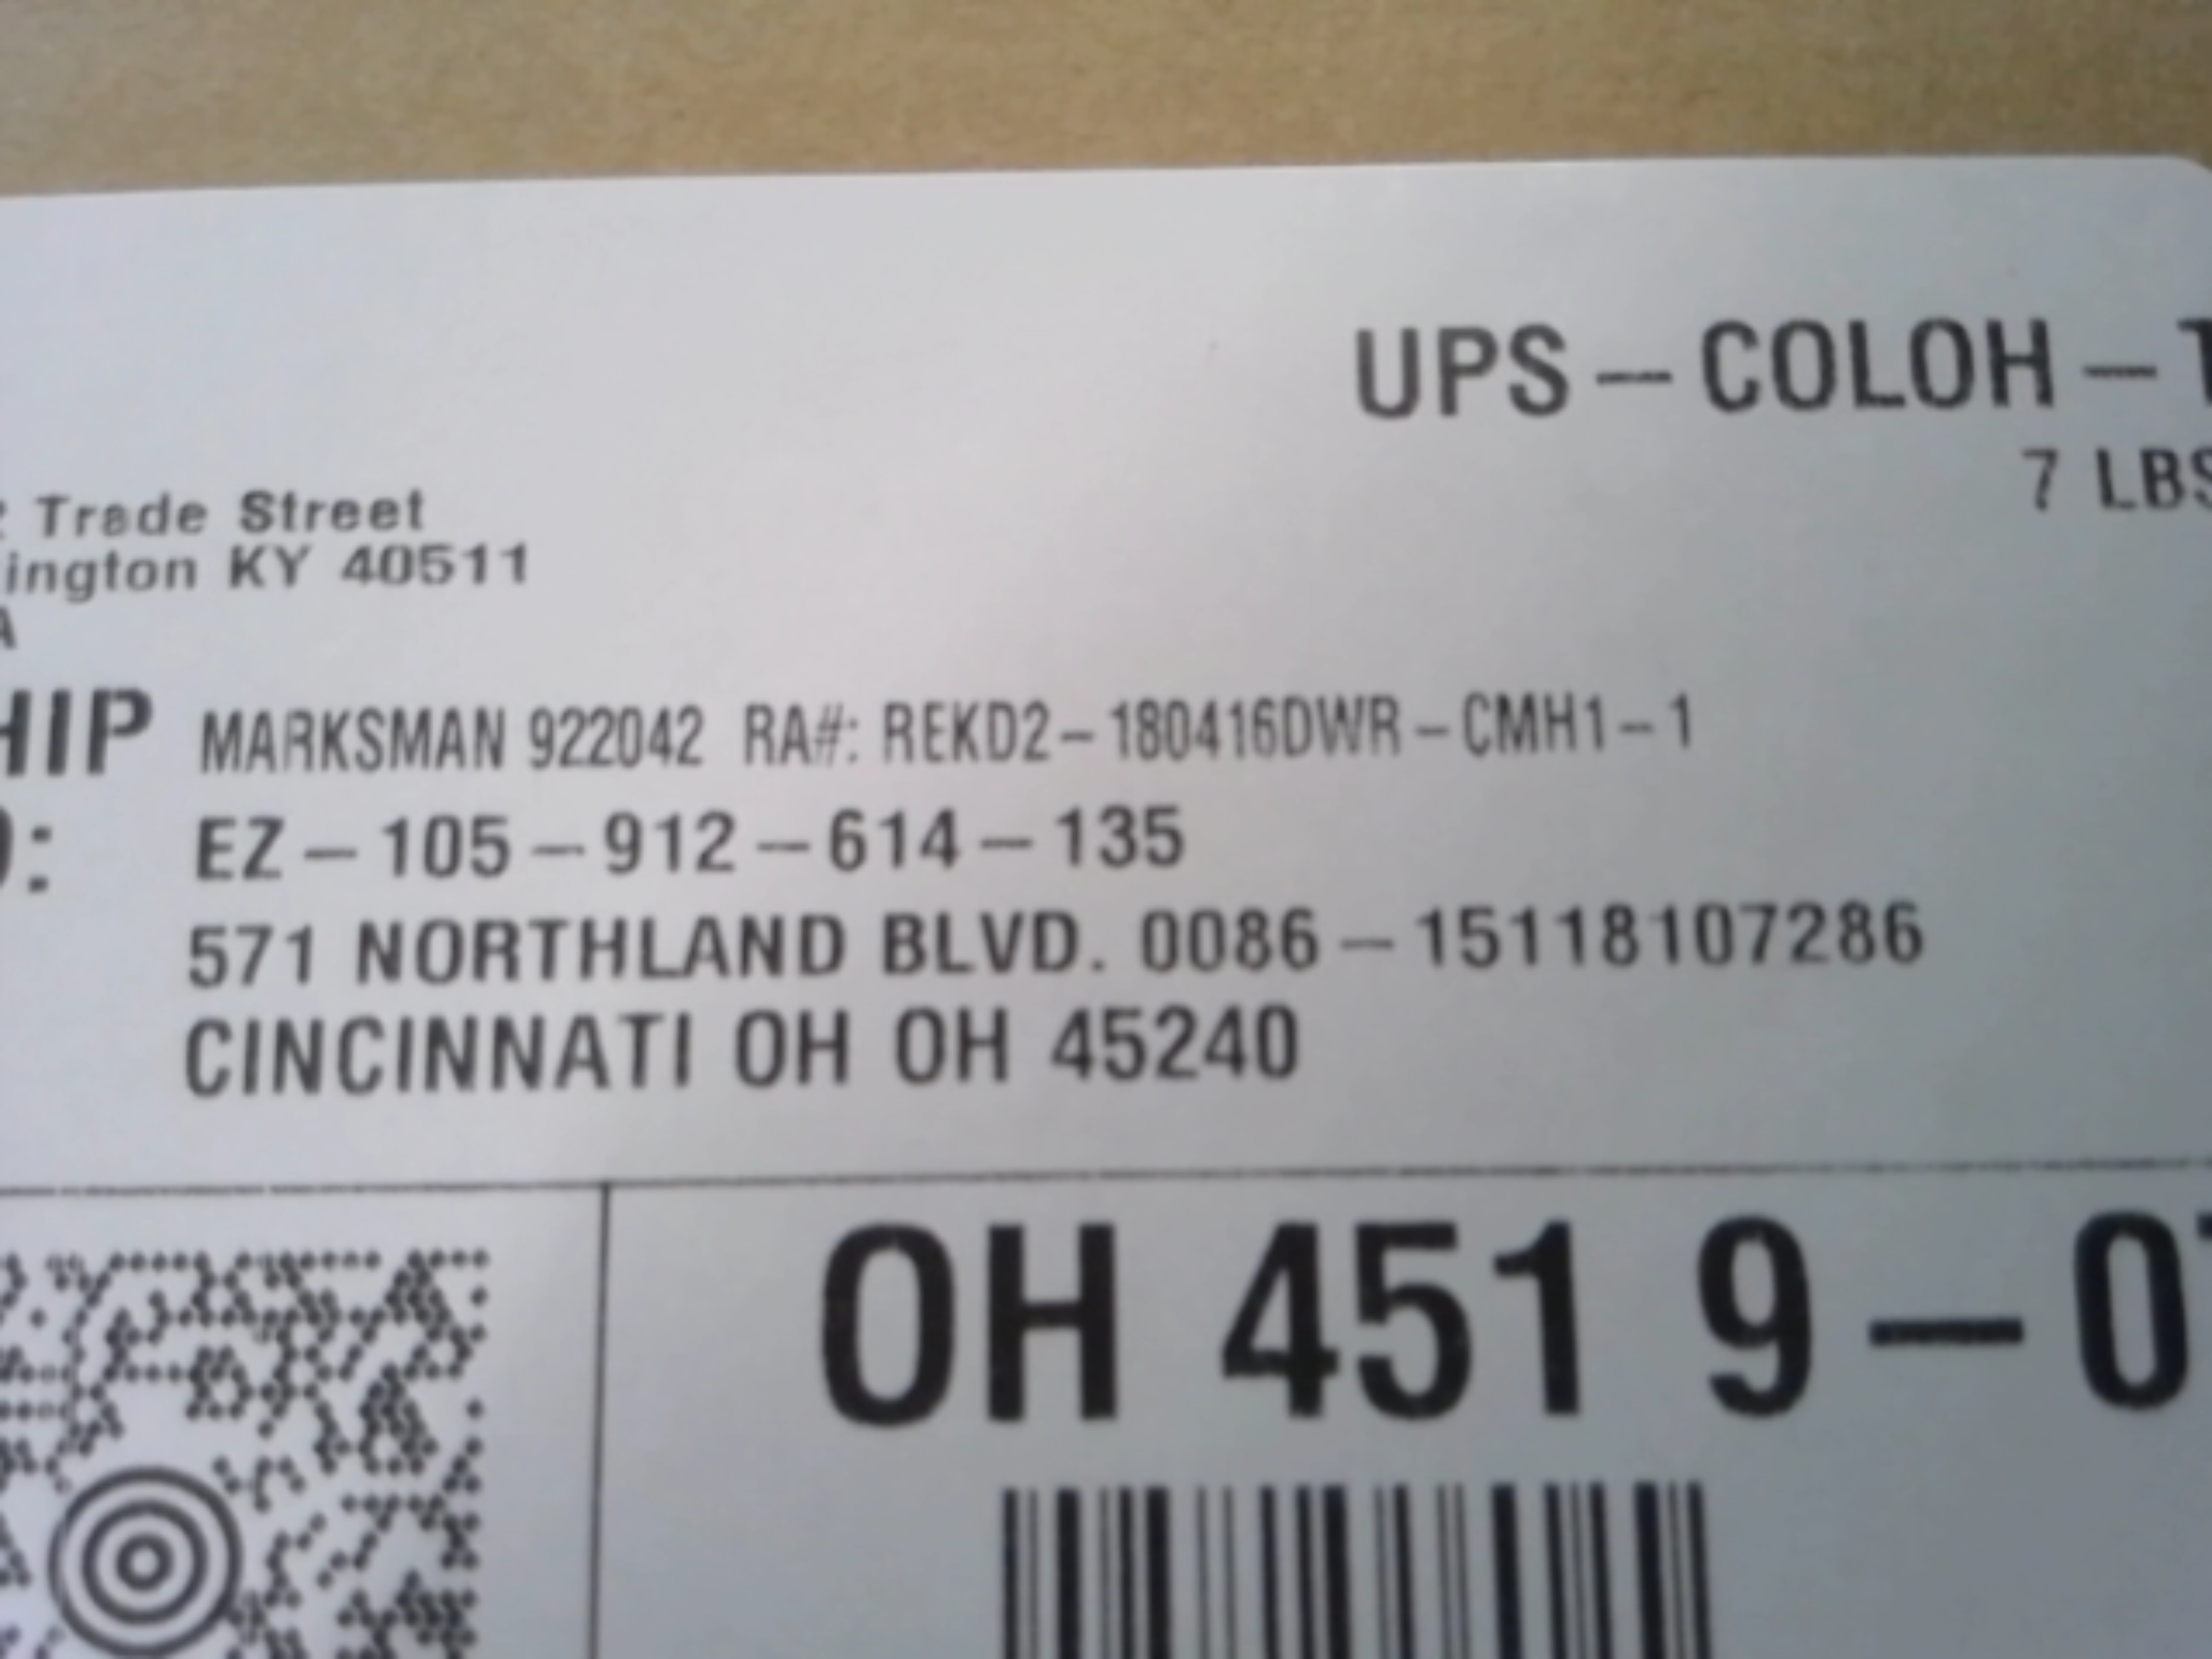 UPS - COLOH -
7 LBS
Trade Street
ington KY 40511
HIP MARKSMAN 922042 RA#: REKD2-180416DWR-CMH1-1
EZ-105-912-614-135
571 NORTHLAND BLVD. 0086-15118107286
CINCINNATI OH OH 45240
OH 451 9-0